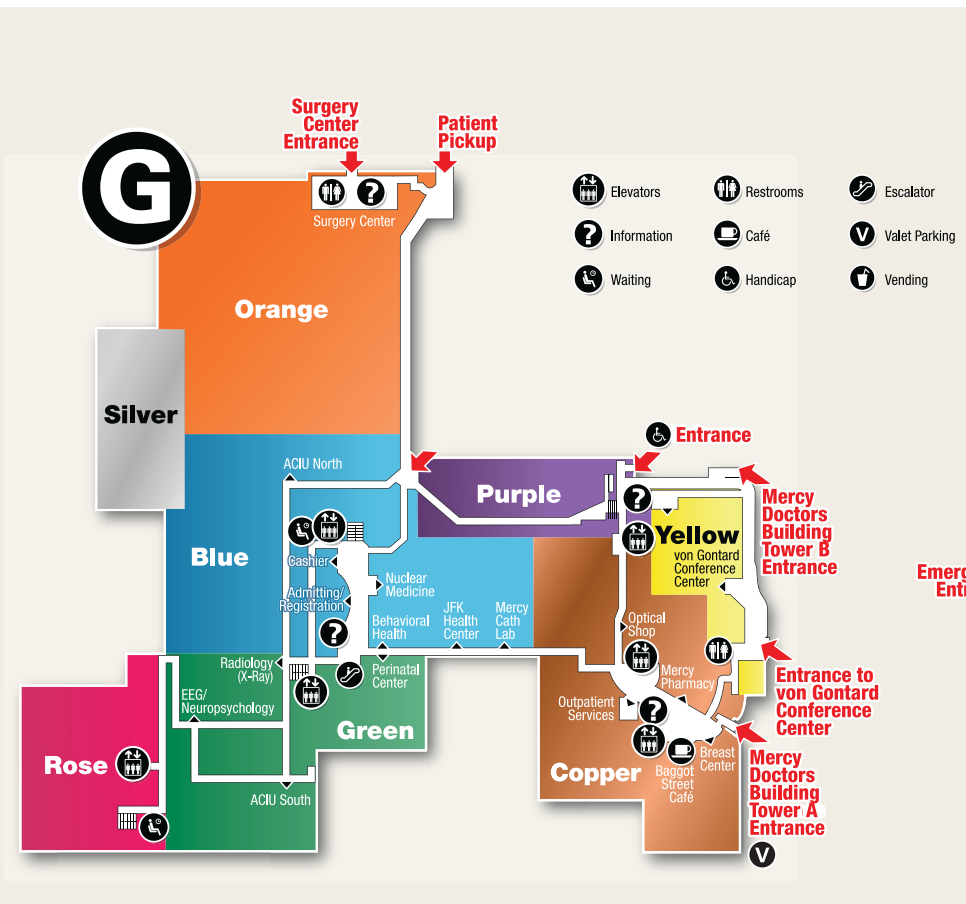 G
Surgery
Center
Entrance
Patient
Pickup
Elevators
Restrooms
Escalator
?
Information
Café
V
Valet Parking
Waiting
Handicap
Vending
?
Surgery Center
Orange
Silver
Entrance
ACIU North
Purple
?
Mercy
Doctors
Building
Tower B
Entrance
Yellow
von Gontard
Conference
Center
Blue
Cashier
Nuclear
Medicine
Admitting/
Registration
?
Behavioral
Health
JFK
Health
Center
Mercy
Cath
Lab
Optical
Shop
Emerg
Entr
Radiology
(X-Ray)
Perinatal
Center
Mercy
Pharmacy
Entrance to
von Gontard
Conference
Center
EEG/
Neuropsychology
Outpatient
Services
?
Green
Rose
Copper
Baggot
Street
Café
Breast
Center
Mercy
Doctors
Building
Tower A
Entrance
V
ACIU South